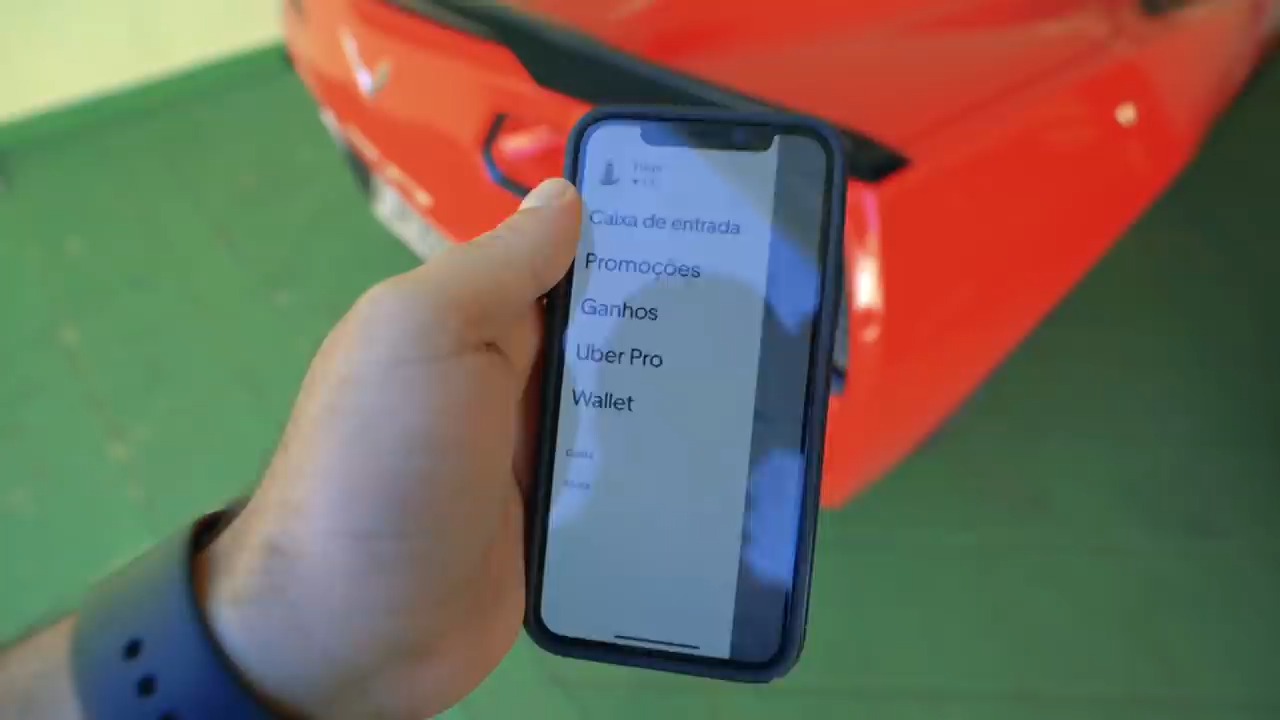 Caixa de entrada
Promoções
Ganhos
Uber Pro
Wallet